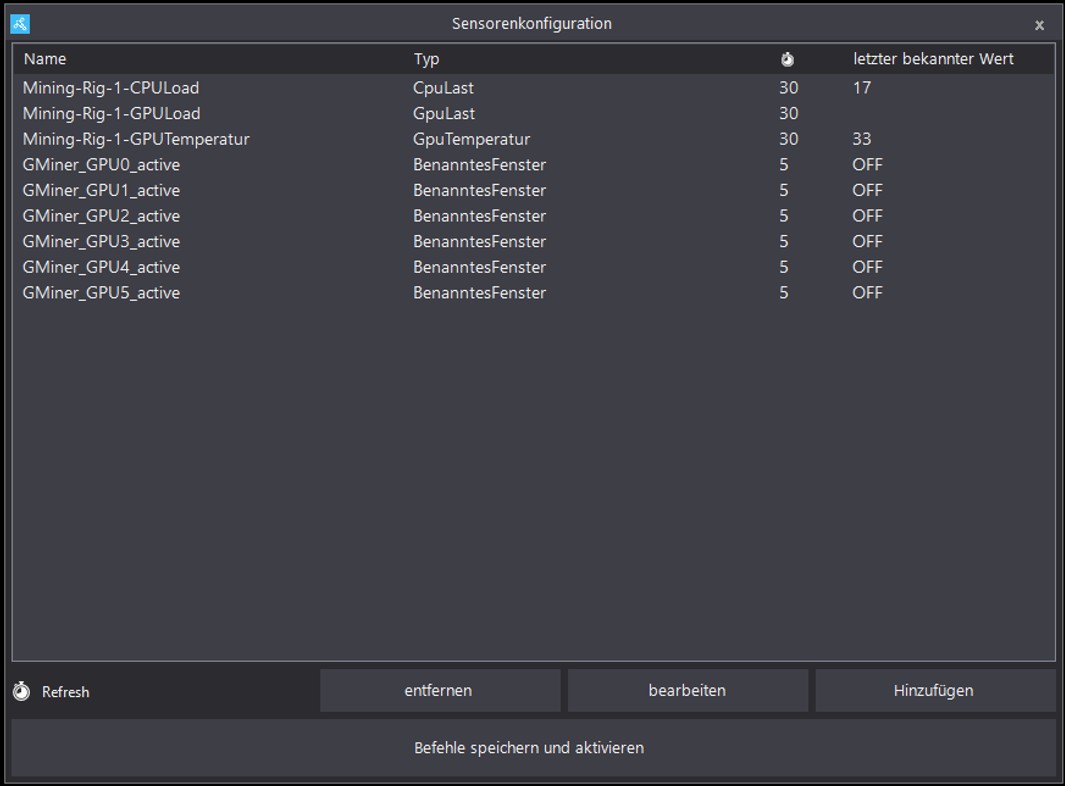 Sensorenkonfiguration
x
Name Typ letzter bekannter Wert
Mining-Rig-1-CPULoad CpuLast 30 17
Mining-Rig-1-GPULoad GpuLast 30
Mining-Rig-1-GPUTemperatur GpuTemperatur 30 33
GMiner_GPU0_active BenanntesFenster 5 OFF
GMiner_GPU1_active BenanntesFenster 5 OFF
GMiner_GPU2_active BenanntesFenster 5 OFF
GMiner_GPU3_active BenanntesFenster 5 OFF
GMiner_GPU4_active BenanntesFenster 5 OFF
GMiner_GPU5_active BenanntesFenster 5 OFF
Refresh entfernen bearbeiten Hinzufügen
Befehle speichern und aktivieren